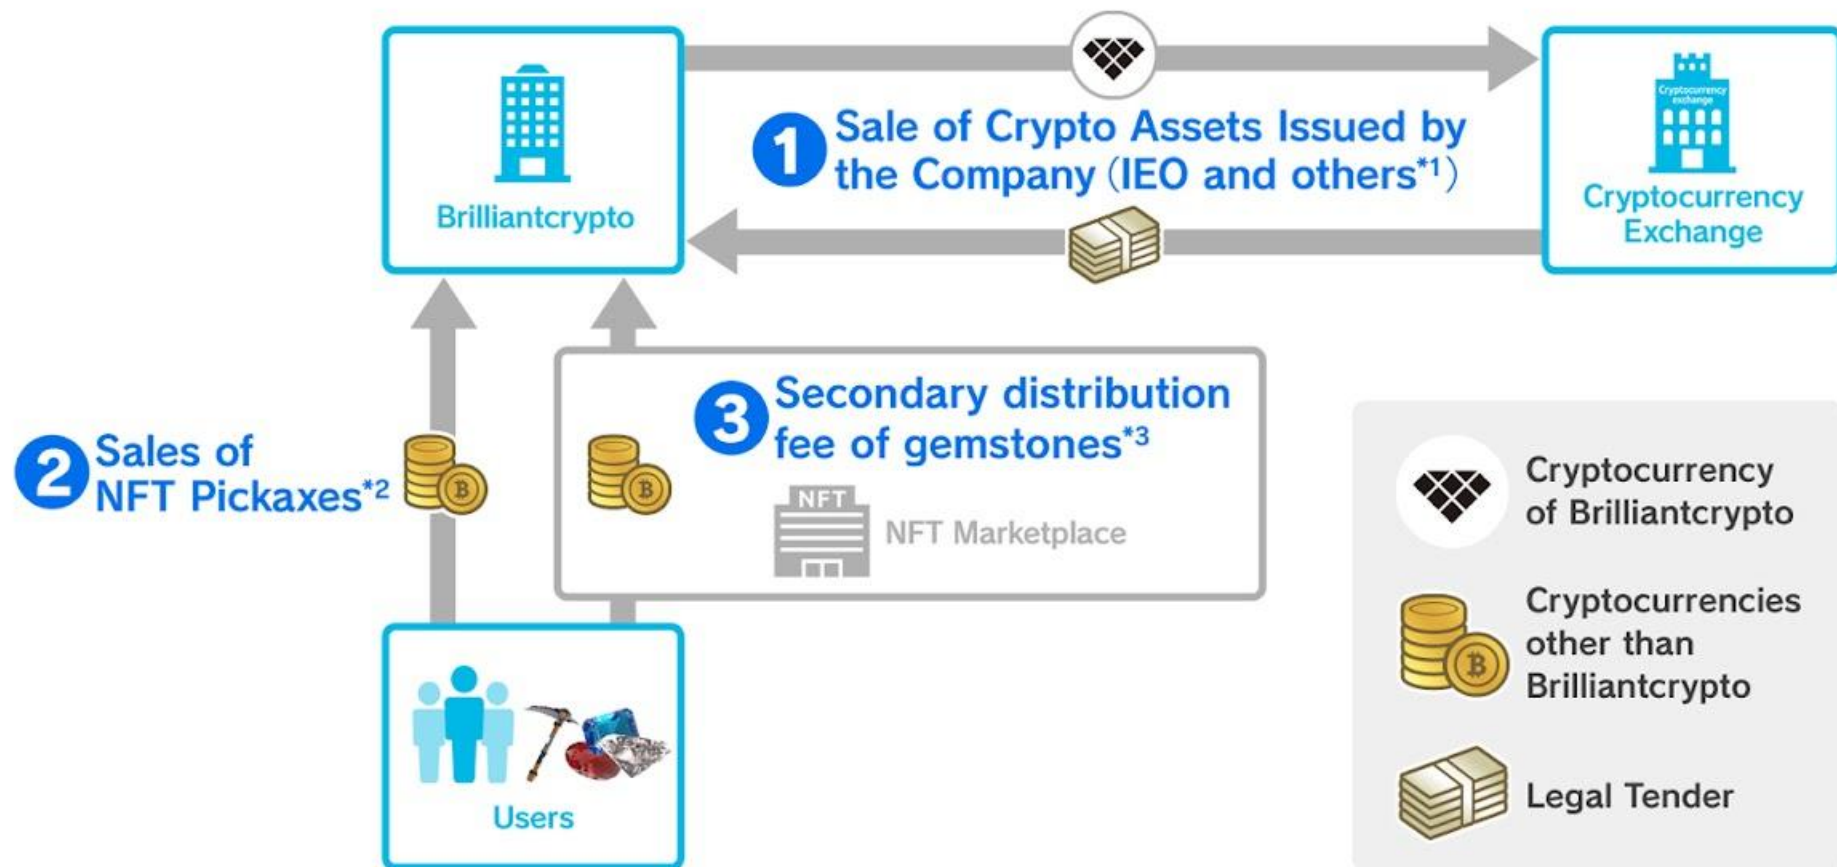 Brilliantcrypto
1 Sale of Crypto Assets Issued by
the Company (IEO and others*1)
Cryptocurrency
exchange
Cryptocurrency
Exchange
2 Sales of
NFT Pickaxes*2
B
B
3 Secondary distribution
fee of gemstones*3
NFT
NFT Marketplace
Users
Cryptocurrency
of Brilliantcrypto
B
Cryptocurrencies
other than
Brilliantcrypto
Legal Tender